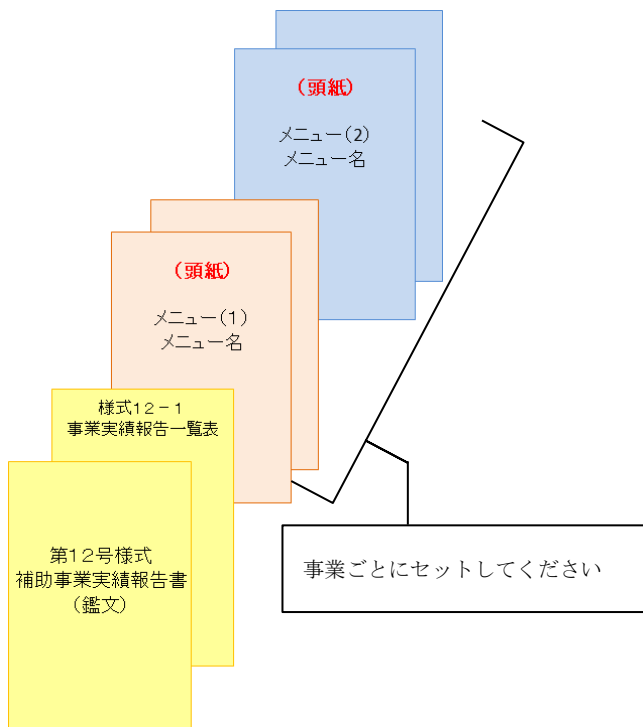 (頭紙)
メニュー(2)
メニュー名
(頭紙)
メニュー(1)
メニュー名
様式12-1
事業実績報告一覧表
第12号様式
補助事業実績報告書
(鑑文)
事業ごとにセットしてください